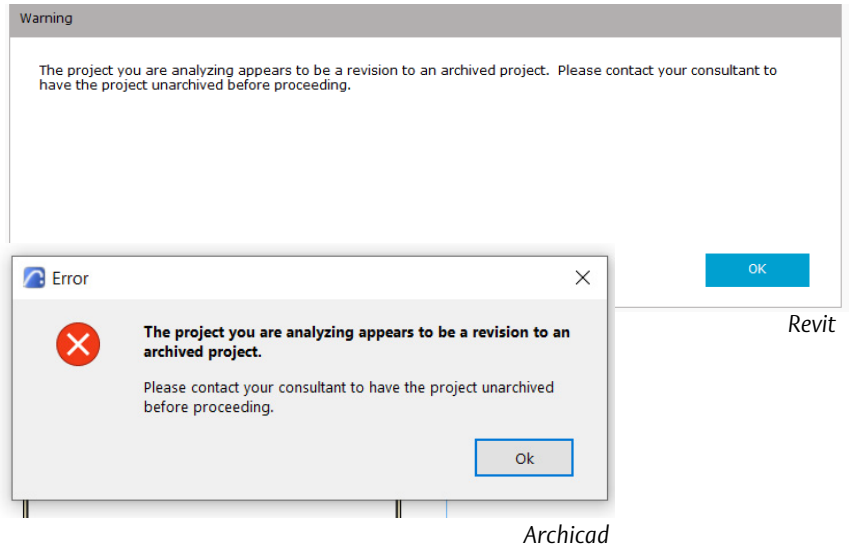 Warning
The project you are analyzing appears to be a revision to an archived project.  Please contact your consultant to
have the project unarchived before proceeding.
OK
Revit
Error
The project you are analyzing appears to be a revision to an
archived project.
Please contact your consultant to have the project unarchived
before proceeding.
Ok
Archicad